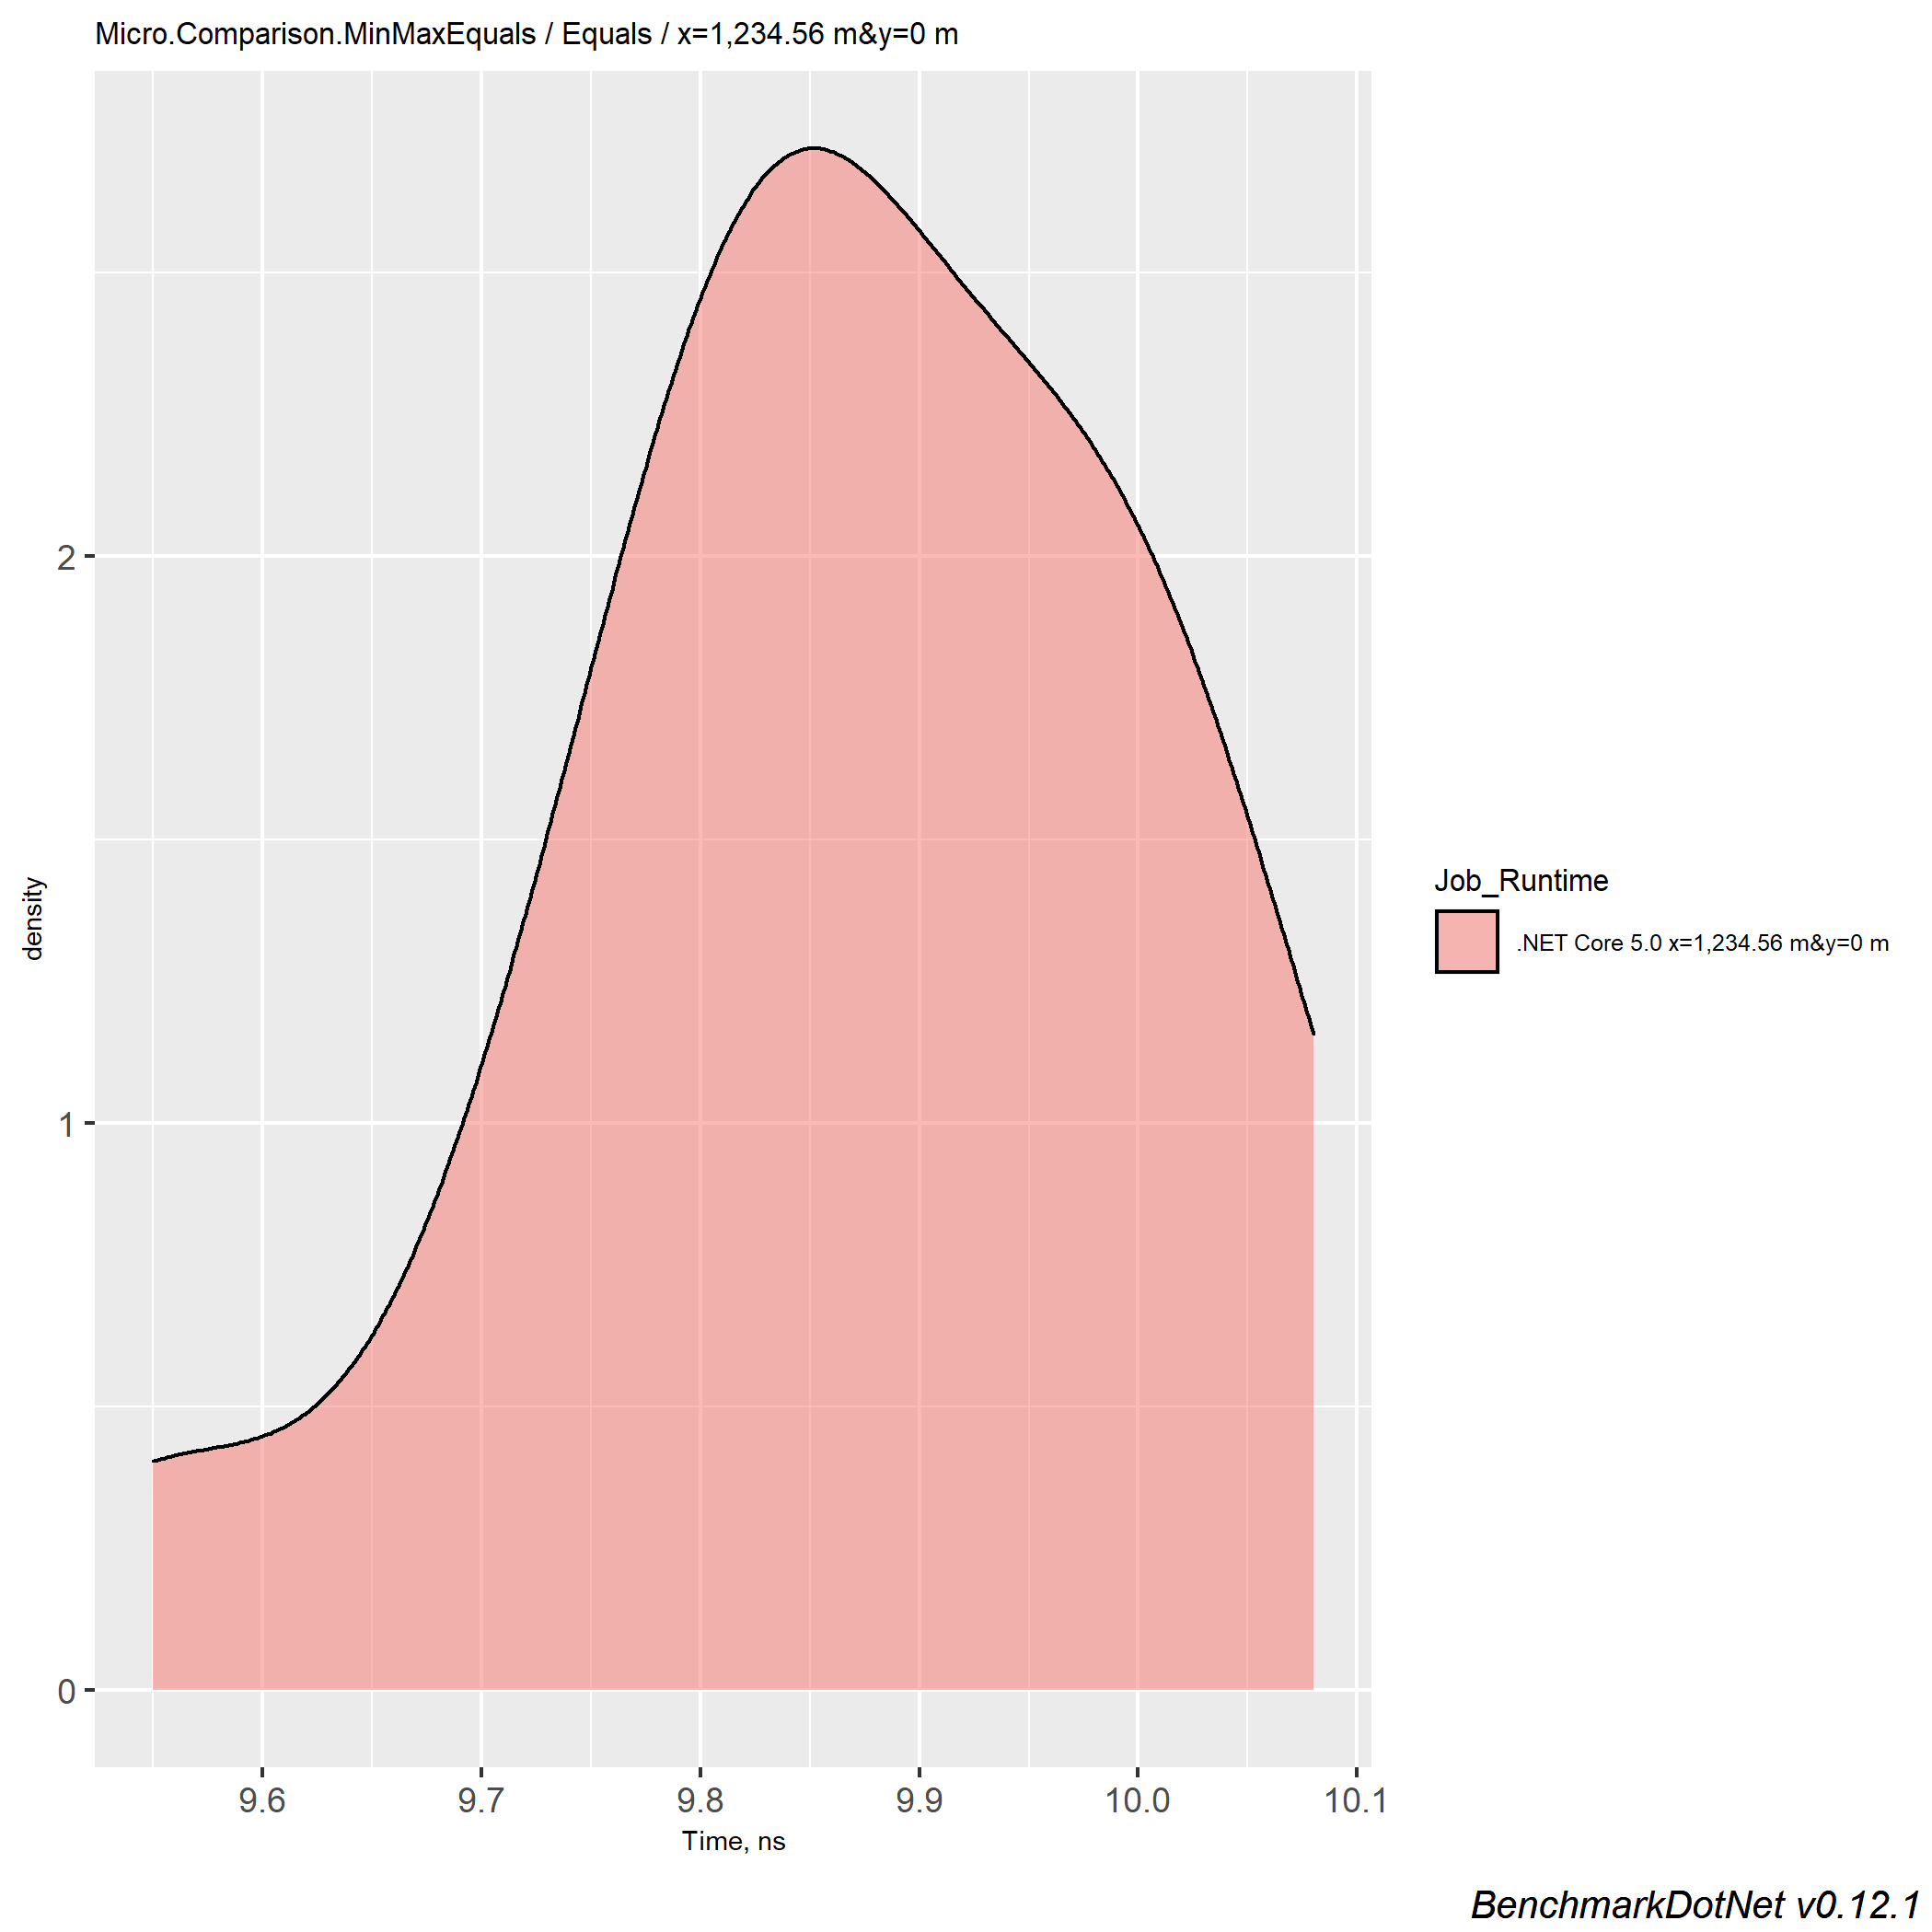 Micro.Comparison.MinMaxEquals / Equals / x=1,234.56 m&y=0 m
density
2
1
0
9.6 9.7 9.8 9.9 10.0 10.1
Time, ns
Job_Runtime
.NET Core 5.0 x=1,234.56 m&y=0 m
BenchmarkDotNet v0.12.1